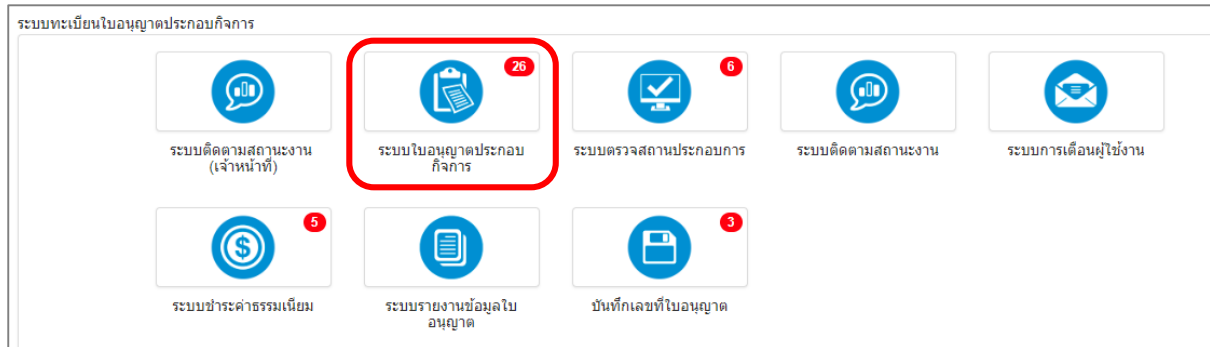 ระบบทะเบียนใบอนุญาตประกอบกิจการ
26
6
ระบบติดตามสถานะงาน
(เจ้าหน้าที่)
ระบบใบอนุญาตประกอบ
กิจการ
ระบบตรวจสถานประกอบการ
ระบบติดตามสถานะงาน
ระบบการเตือนผู้ใช้งาน
5
3
ระบบชำระค่าธรรมเนียม
ระบบรายงานข้อมูลใบ
อนุญาต
บันทึกเลขที่ใบอนุญาต